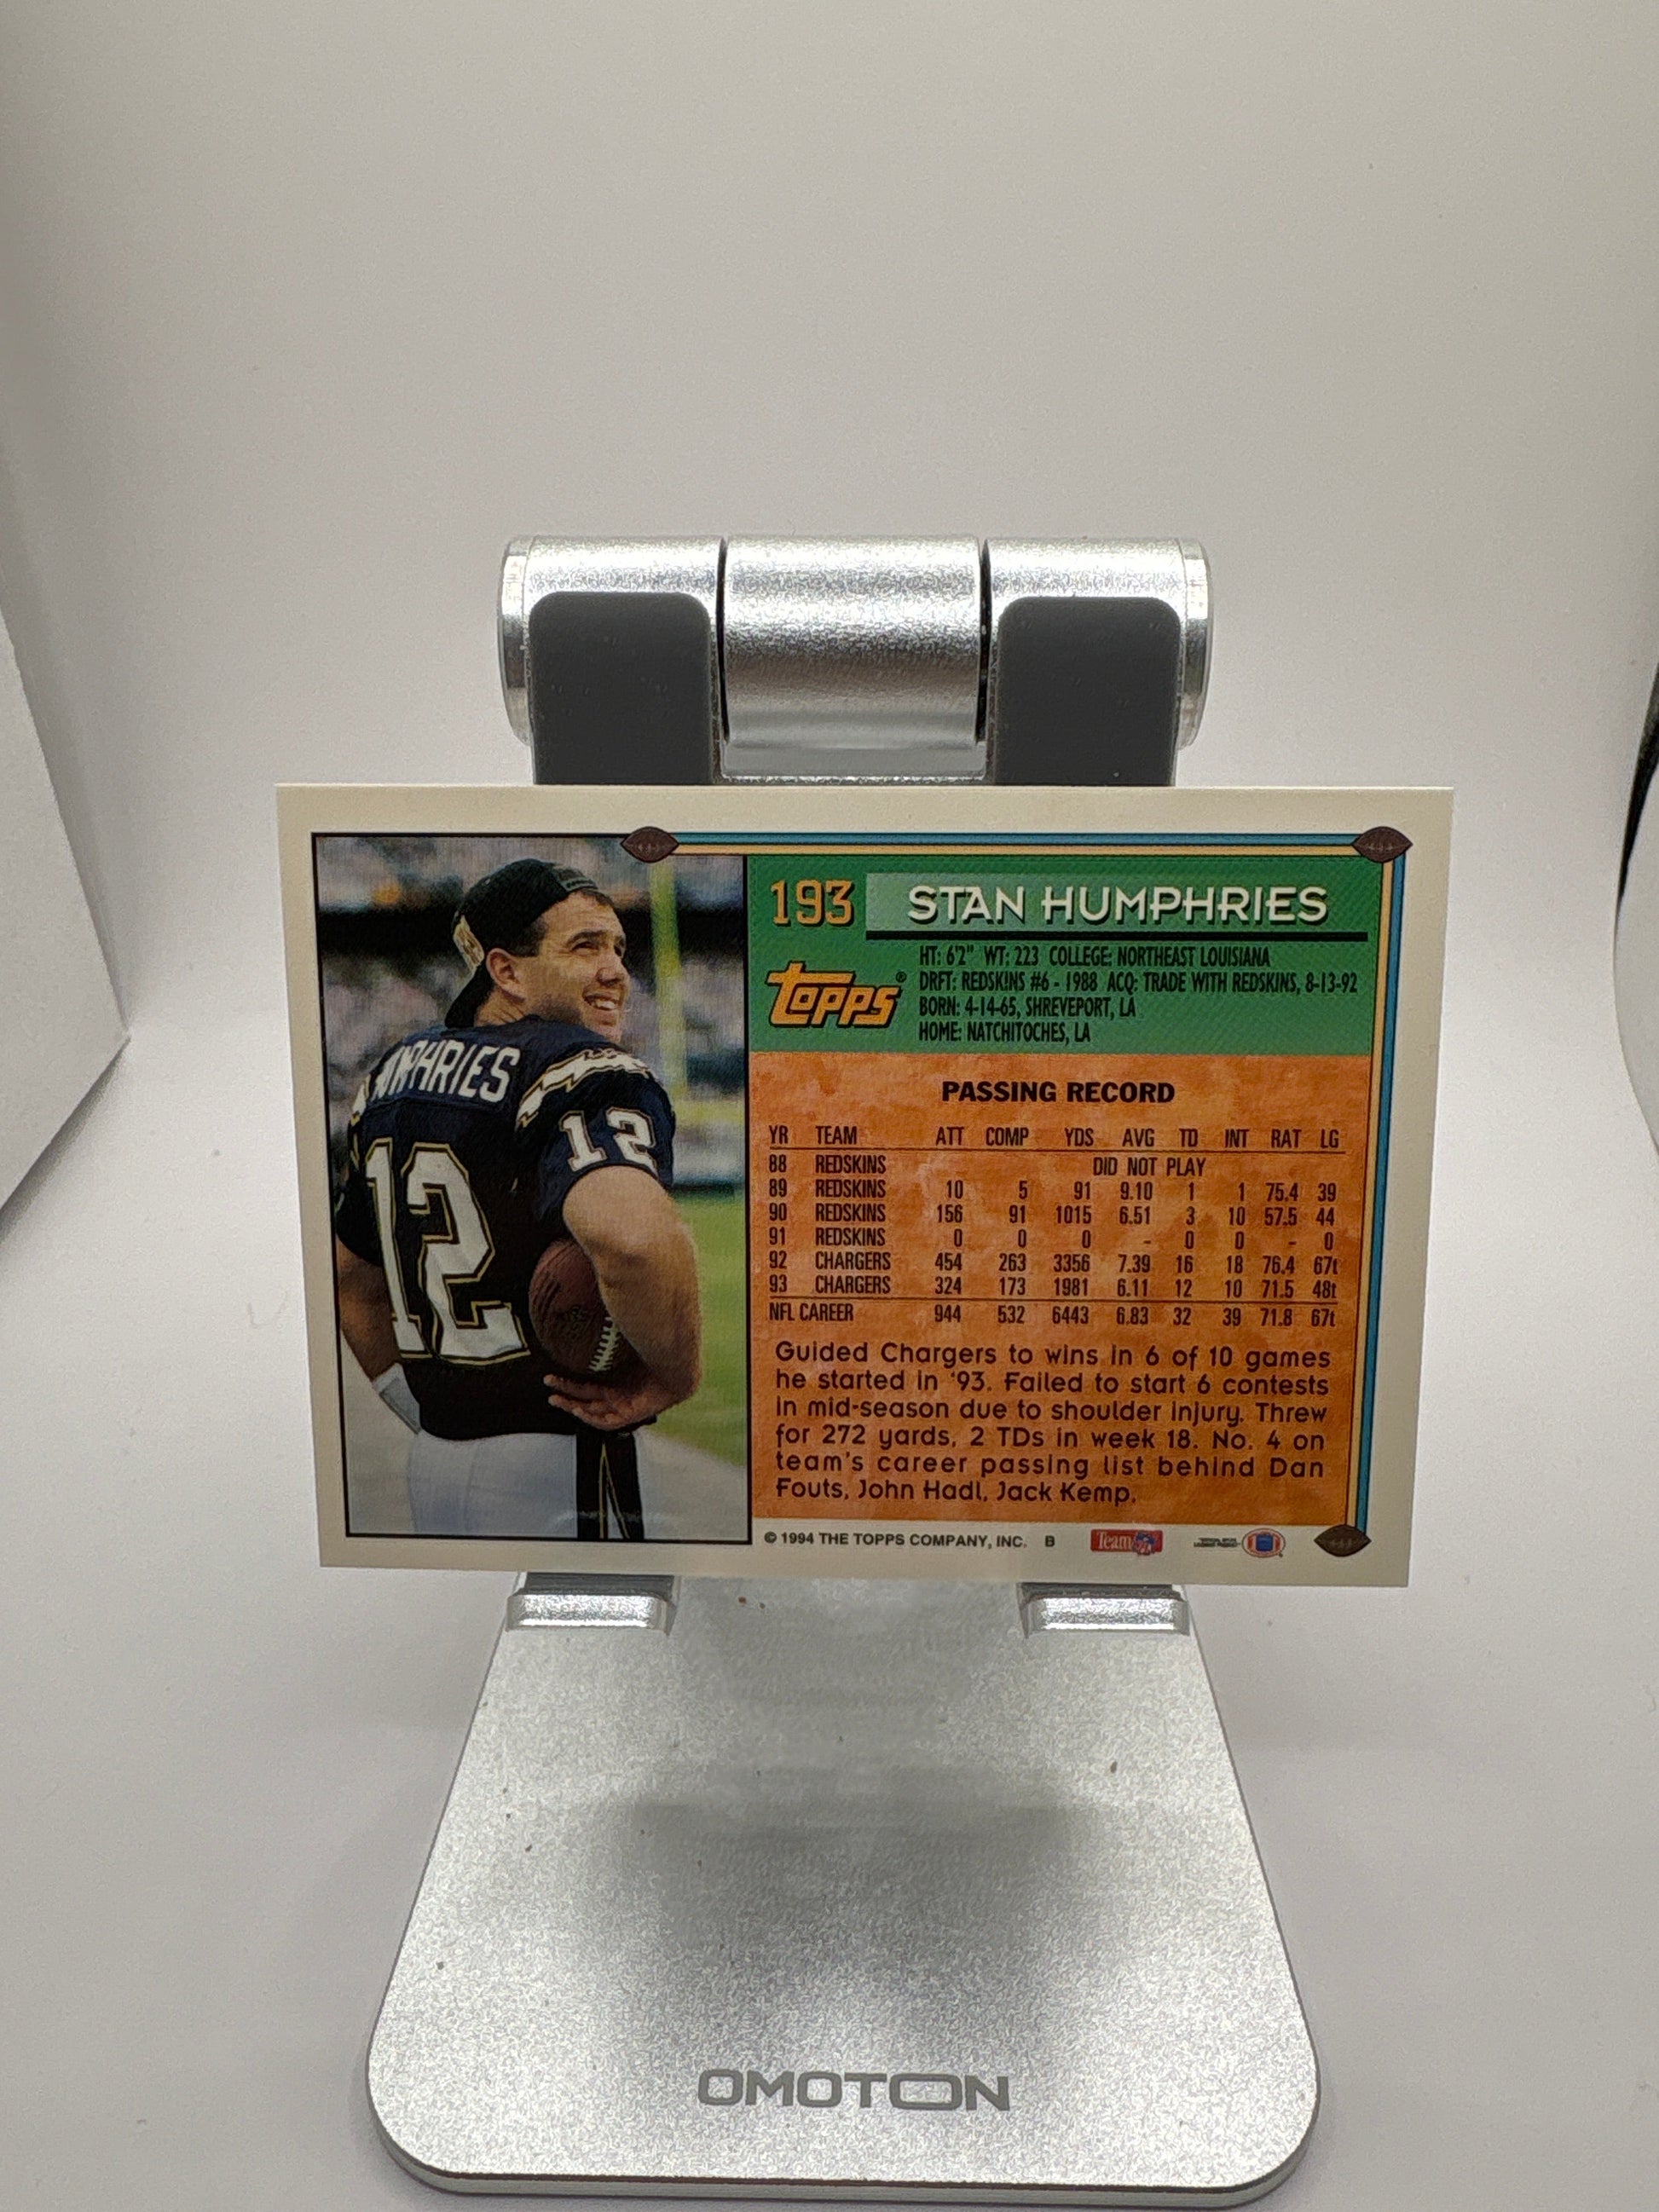 193 STAN HUMPHRIES
Topps®
HT: 6'2" WT: 223 COLLEGE: NORTHEAST LOUISIANA
DRFT: REDSKINS #6 - 1988 ACQ: TRADE WITH REDSKINS, 8-13-92
BORN: 4-14-65, SHREVEPORT, LA
HOME: NATCHITOCHES, LA
MPHRIES
12
12
PASSING RECORD
YR TEAM ATT COMP YDS AVG TD INT RAT LG
88 REDSKINS DID NOT PLAY
89 REDSKINS 10 5 91 9.10 1 1 75.4 39
90 REDSKINS 156 91 1015 6.51 3 10 57.5 44
91 REDSKINS 0 0 0 - 0 0 - 0
92 CHARGERS 454 263 3356 7.39 16 18 76.4 67t
93 CHARGERS 324 173 1981 6.11 12 10 71.5 48t
NFL CAREER 944 532 6443 6.83 32 39 71.8 67t
Guided Chargers to wins in 6 of 10 games
he started in '93. Failed to start 6 contests
in mid-season due to shoulder injury. Threw
for 272 yards, 2 TDs in week 18. No. 4 on
team's career passing list behind Dan
Fouts, John Hadl, Jack Kemp.
© 1994 THE TOPPS COMPANY, INC. B Team NFL
OMOTON